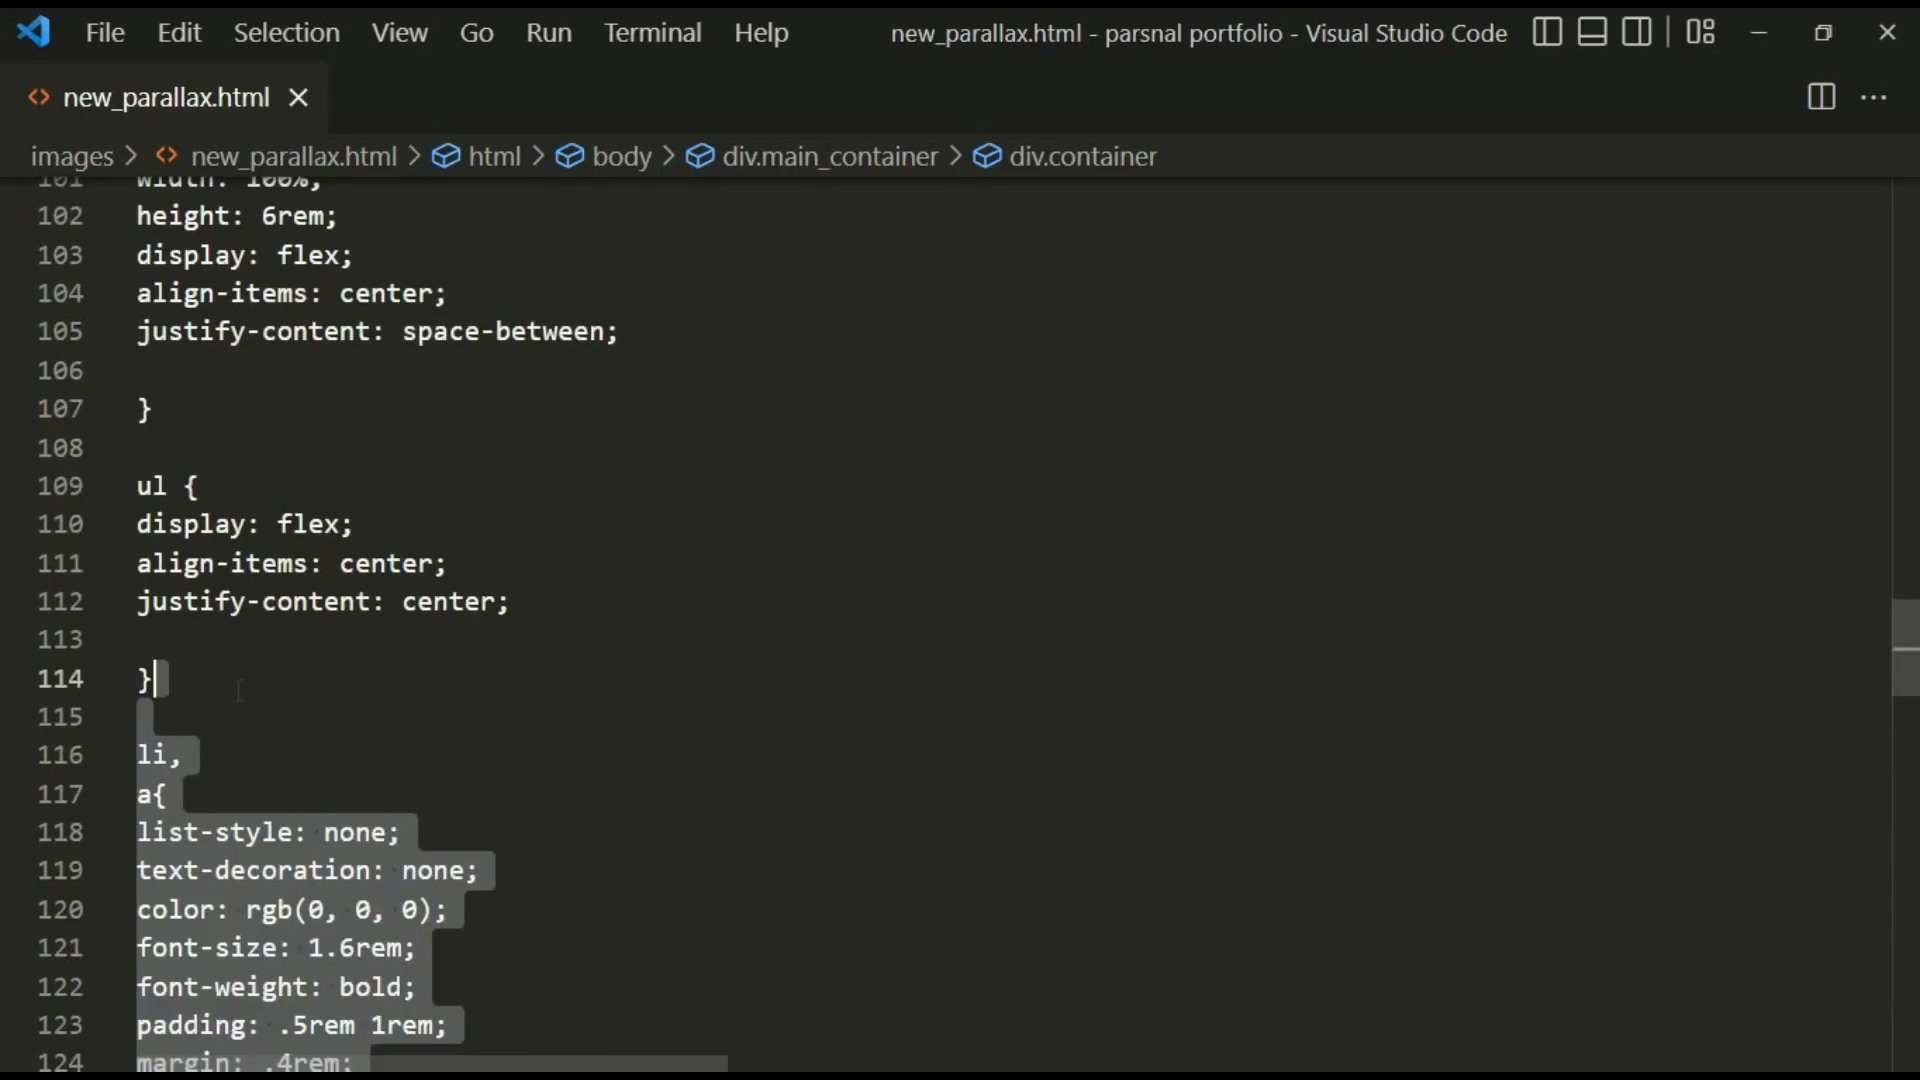 File Edit Selection View Go Run Terminal Help new_parallax.html - parsnal portfolio - Visual Studio Code
new_parallax.html
images > new_parallax.html > html > body > div.main_container > div.container
101 width: 100%;
102 height: 6rem;
103 display: flex;
104 align-items: center;
105 justify-content: space-between;
106
107 }
108
109 ul {
110 display: flex;
111 align-items: center;
112 justify-content: center;
113
114 }
115
116 li,
117 a{
118 list-style: none;
119 text-decoration: none;
120 color: rgb(0, 0, 0);
121 font-size: 1.6rem;
122 font-weight: bold;
123 padding: .5rem 1rem;
124 margin: .4rem;